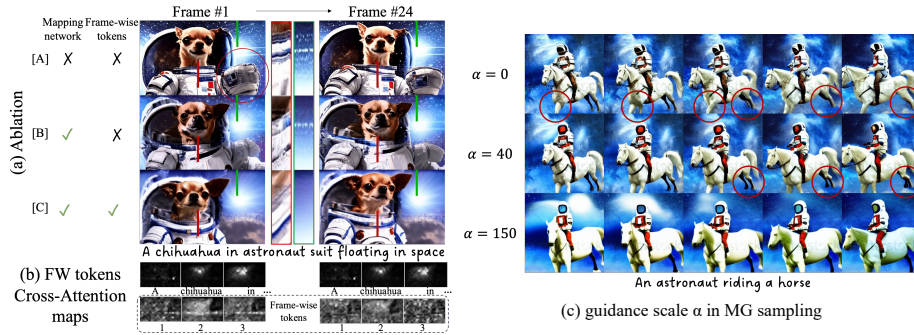 Frame #1
Frame #24
Mapping network
Frame-wise tokens
(a) Ablation
[A] ✗ ✗
[B] ✓ ✗
[C] ✓ ✓
A chihuahua in astronaut suit floating in space
(b) FW tokens
Cross-Attention
maps
A chihuahua in ...
A chihuahua in ...
Frame-wise tokens
1 2 3
1 2 3
α = 0
α = 40
α = 150
An astronaut riding a horse
(c) guidance scale α in MG sampling